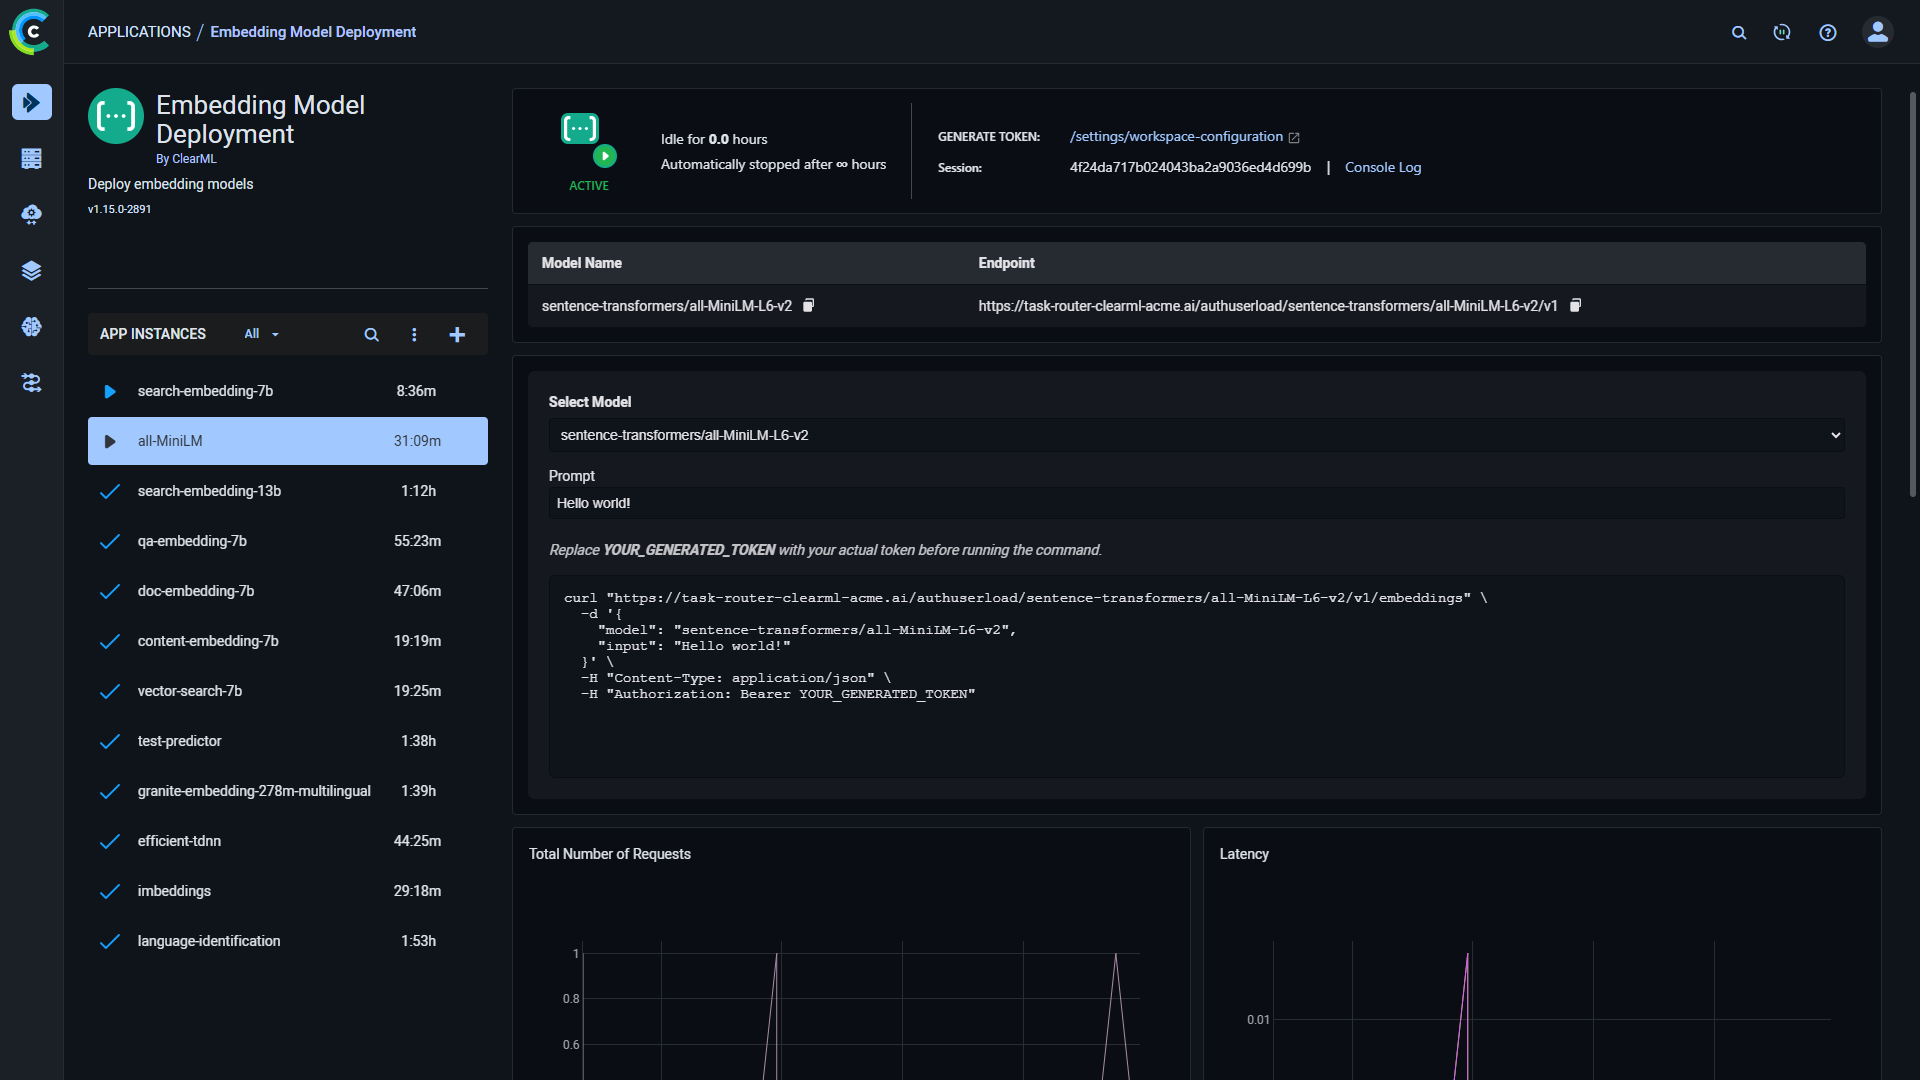 APPLICATIONS / Embedding Model Deployment
Embedding Model
Deployment
By ClearML
Deploy embedding models
v1.15.0-2891
APP INSTANCES All
search-embedding-7b 8:36m
all-MiniLM 31:09m
search-embedding-13b 1:12h
qa-embedding-7b 55:23m
doc-embedding-7b 47:06m
content-embedding-7b 19:19m
vector-search-7b 19:25m
test-predictor 1:38h
granite-embedding-278m-multilingual 1:39h
efficient-tdnn 44:25m
imbeddings 29:18m
language-identification 1:53h
ACTIVE
Idle for 0.0 hours
Automatically stopped after ∞ hours
GENERATE TOKEN: /settings/workspace-configuration
Session: 4f24da717b024043ba2a9036ed4d699b | Console Log
Model Name Endpoint
sentence-transformers/all-MiniLM-L6-v2 https://task-router-clearml-acme.ai/authuserload/sentence-transformers/all-MiniLM-L6-v2/v1
Select Model
sentence-transformers/all-MiniLM-L6-v2
Prompt
Hello world!
Replace YOUR_GENERATED_TOKEN with your actual token before running the command.
curl "https://task-router-clearml-acme.ai/authuserload/sentence-transformers/all-MiniLM-L6-v2/v1/embeddings" \
-d '{
"model": "sentence-transformers/all-MiniLM-L6-v2",
"input": "Hello world!"
}' \
-H "Content-Type: application/json" \
-H "Authorization: Bearer YOUR_GENERATED_TOKEN"
Total Number of Requests
1
0.8
0.6
Latency
0.01